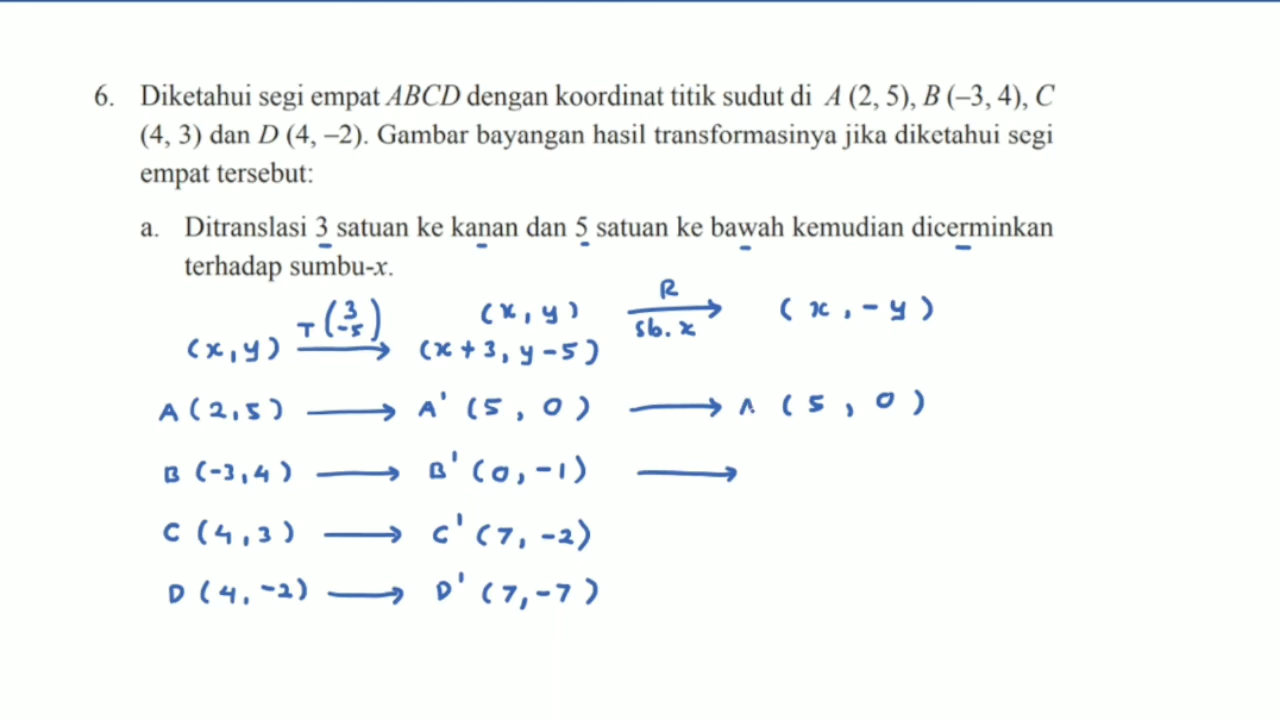 6. Diketahui segi empat ABCD dengan koordinat titik sudut di A (2, 5), B (–3, 4), C
(4, 3) dan D (4, –2). Gambar bayangan hasil transformasinya jika diketahui segi
empat tersebut:
a. Ditranslasi 3 satuan ke kanan dan 5 satuan ke bawah kemudian dicerminkan
terhadap sumbu-x.
(x, y) T(3 -5) → (x+3, y-5)
(x, y) R sb. x → (x, -y)
A (2,5) → A' (5, 0) → A (5, 0)
B (-3,4) → B' (0, -1) →
C (4,3) → C' (7, -2)
D (4, -2) → D' (7, -7)